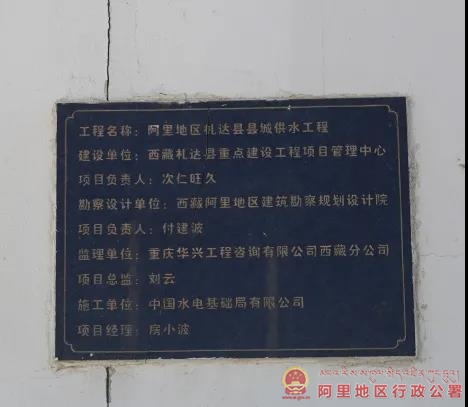 工程名称：阿里地区札达县县城供水工程
建设单位：西藏札达县重点建设工程项目管理中心
项目负责人：次仁旺久
勘察设计单位：西藏阿里地区建筑勘察规划设计院
项目负责人：付建波
监理单位：重庆华兴工程咨询有限公司西藏分公司
项目总监：刘云
施工单位：中国水电基础局有限公司
项目经理：房小波
阿里地区行政公署